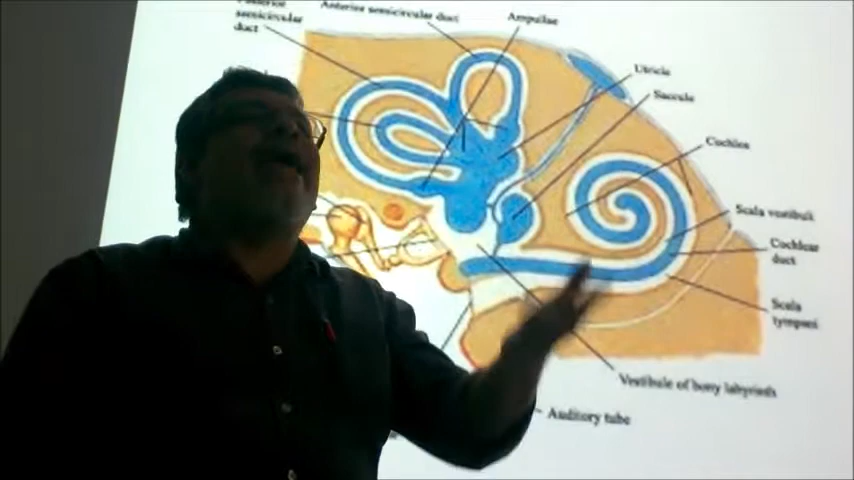 Posterior
semicircular
duct
Anterior semicircular duct
Ampullae
Utricle
Saccule
Cochlea
Scala vestibuli
Cochlear
duct
Scala
tympani
Vestibule of bony labyrinth
Auditory tube